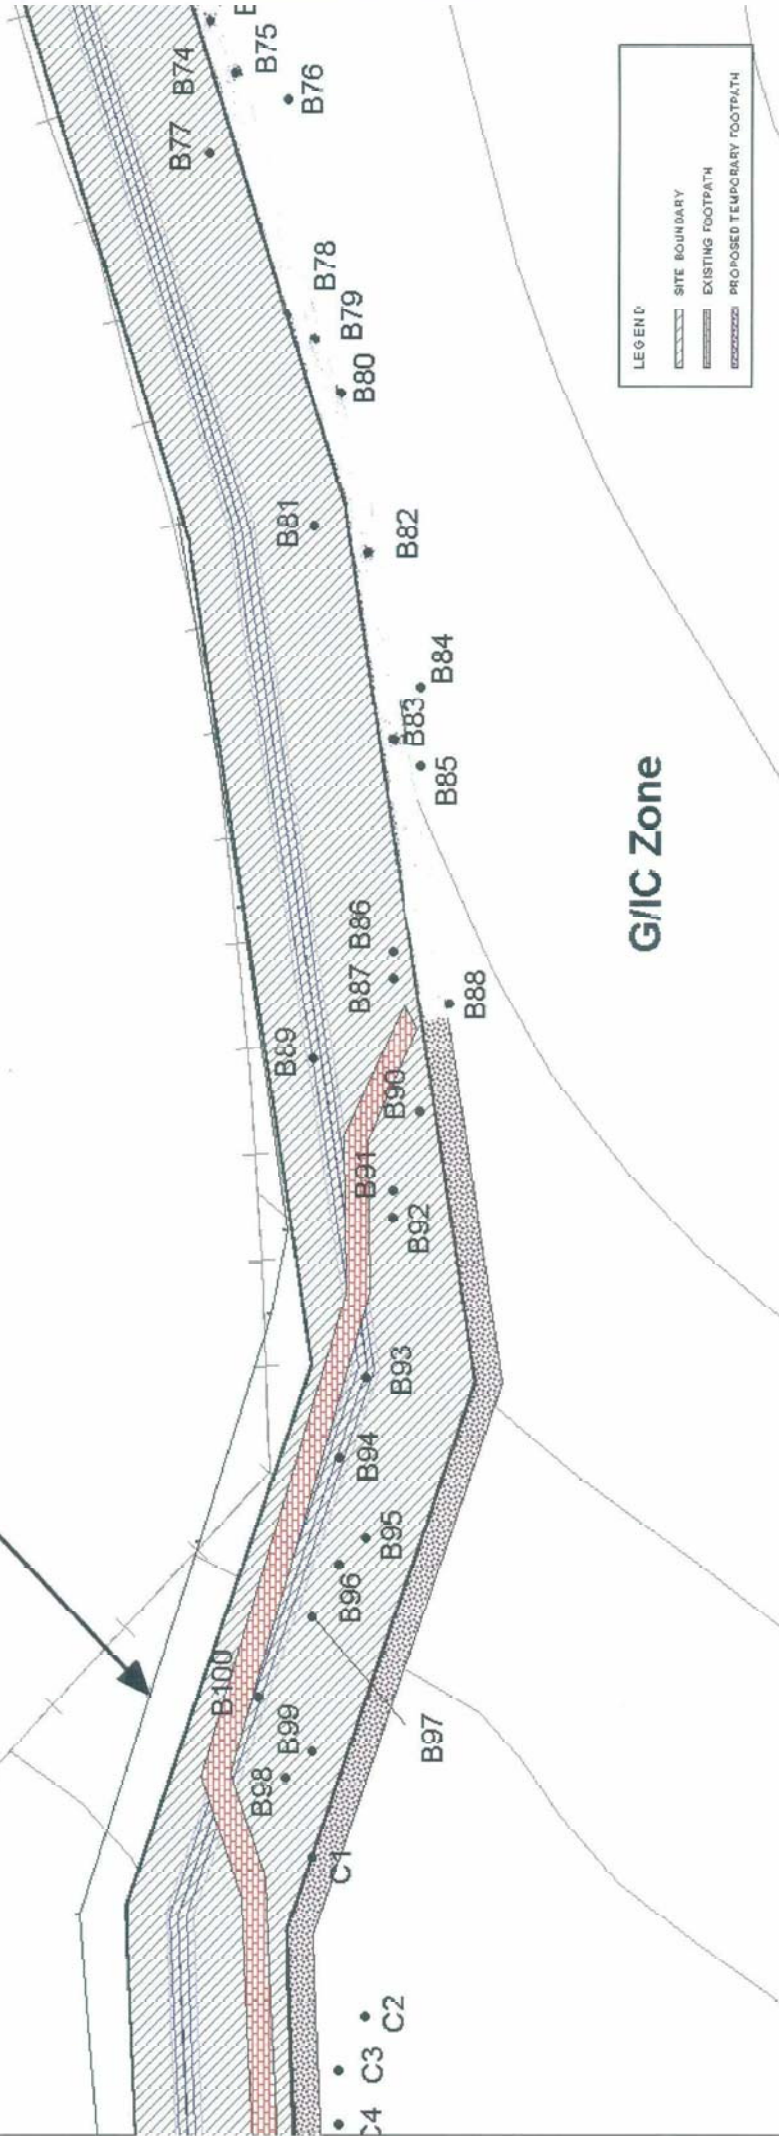 B74
B75
B76
B77
B78
B79
B80
B81
B82
B84
B83
B85
B86
B87
B88
B89
B90
B91
B92
B93
B94
B95
B96
B97
B100
B99
B98
C1
C2
C3
C4
G/IC Zone
LEGEND
SITE BOUNDARY
EXISTING FOOTPATH
PROPOSED TEMPORARY FOOTPATH